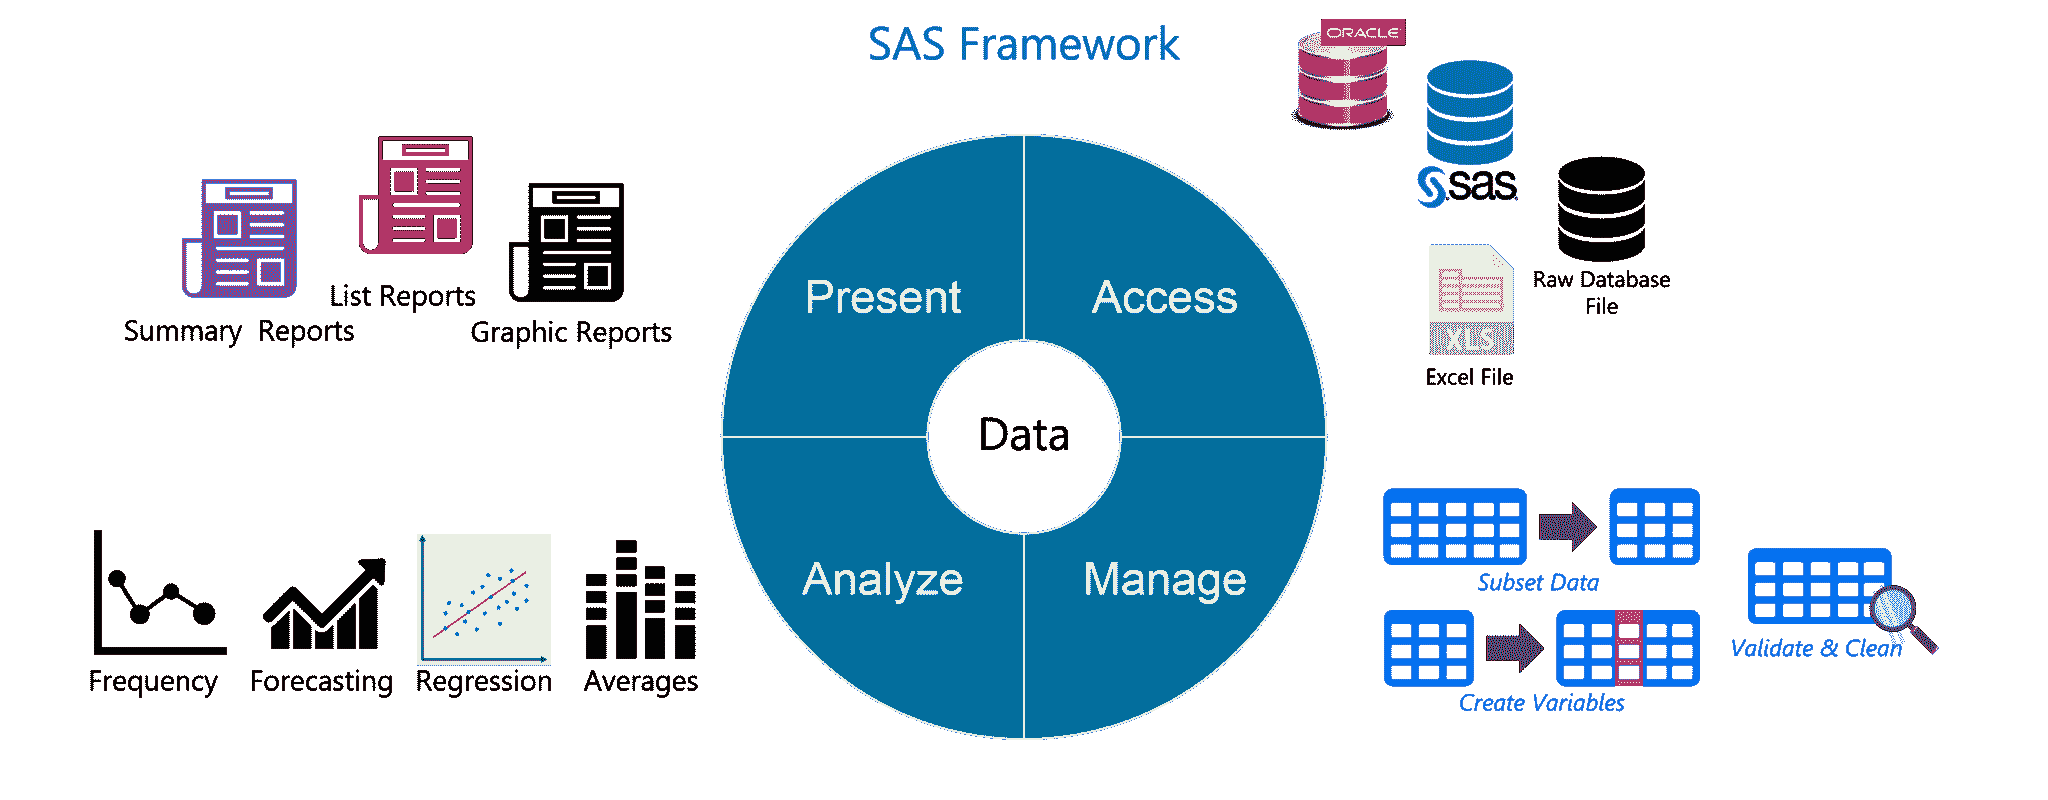 SAS Framework
ORACLE
sas
Raw Database
File
XLS
Excel File
List Reports
Summary Reports
Graphic Reports
Present
Access
Data
Analyze
Manage
Frequency
Forecasting
Regression
Averages
Subset Data
Validate & Clean
Create Variables